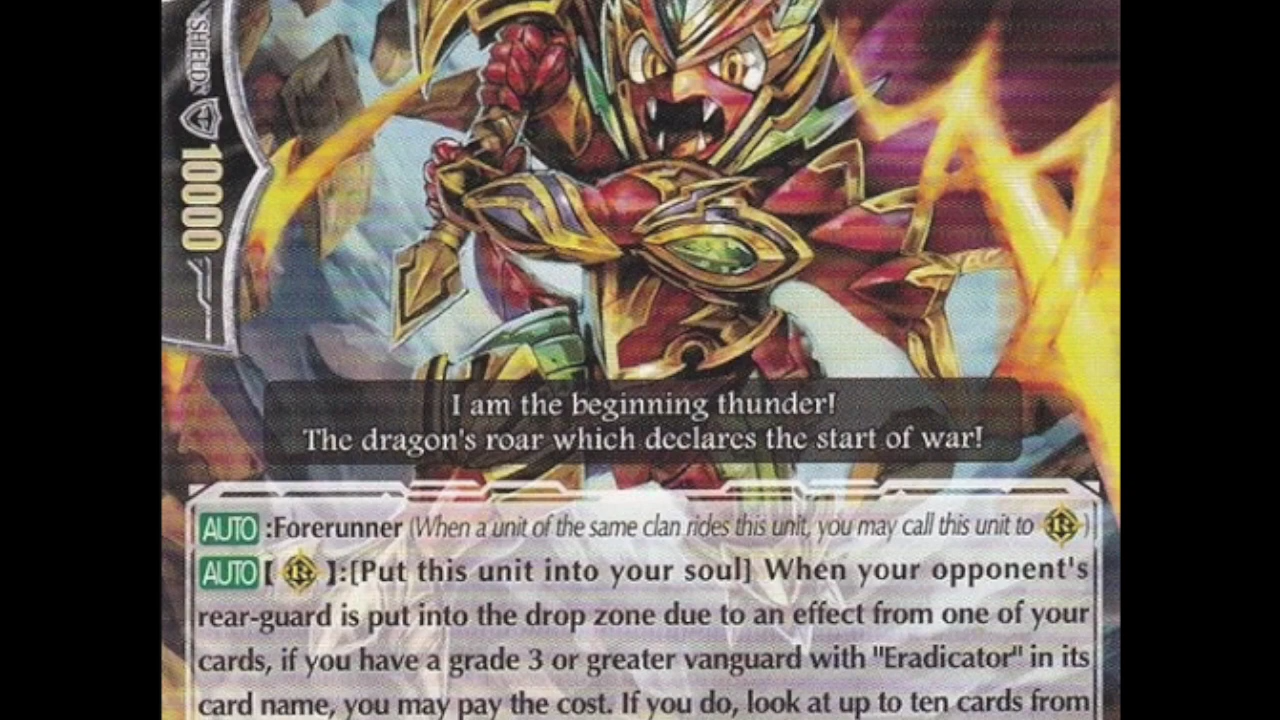 SHIELD
10000
I am the beginning thunder!
The dragon's roar which declares the start of war!
AUTO :Forerunner (When a unit of the same clan rides this unit, you may call this unit to R )
AUTO [ R ]:[Put this unit into your soul] When your opponent's
rear-guard is put into the drop zone due to an effect from one of your
cards, if you have a grade 3 or greater vanguard with "Eradicator" in its
card name, you may pay the cost. If you do, look at up to ten cards from